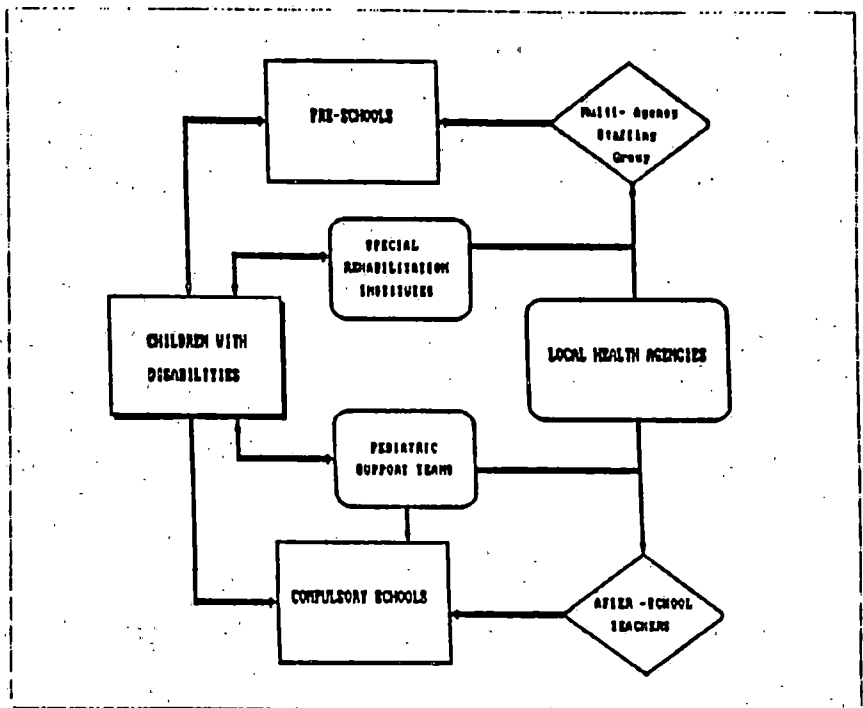 PRE-SCHOOLS
Multi-Agency
Staffing
Group
SPECIAL
REHABILITATION
INSTITUTES
CHILDREN WITH
DISABILITIES
LOCAL HEALTH AGENCIES
PEDIATRIC
SUPPORT TEAMS
COMPULSORY SCHOOLS
AFTER-SCHOOL
TEACHERS